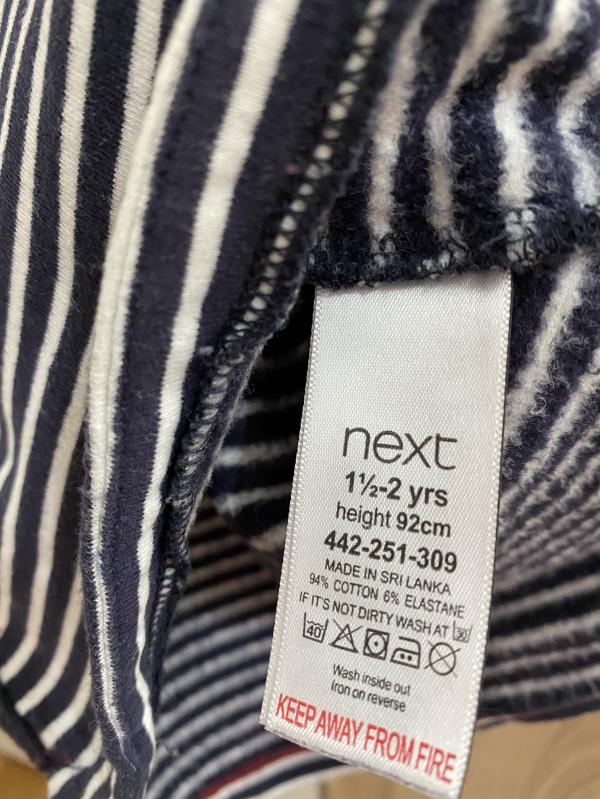 next
1½-2 yrs
height 92cm
442-251-309
MADE IN SRI LANKA
94% COTTON 6% ELASTANE
IF IT'S NOT DIRTY WASH AT 30
40
Wash inside out
Iron on reverse
KEEP AWAY FROM FIRE